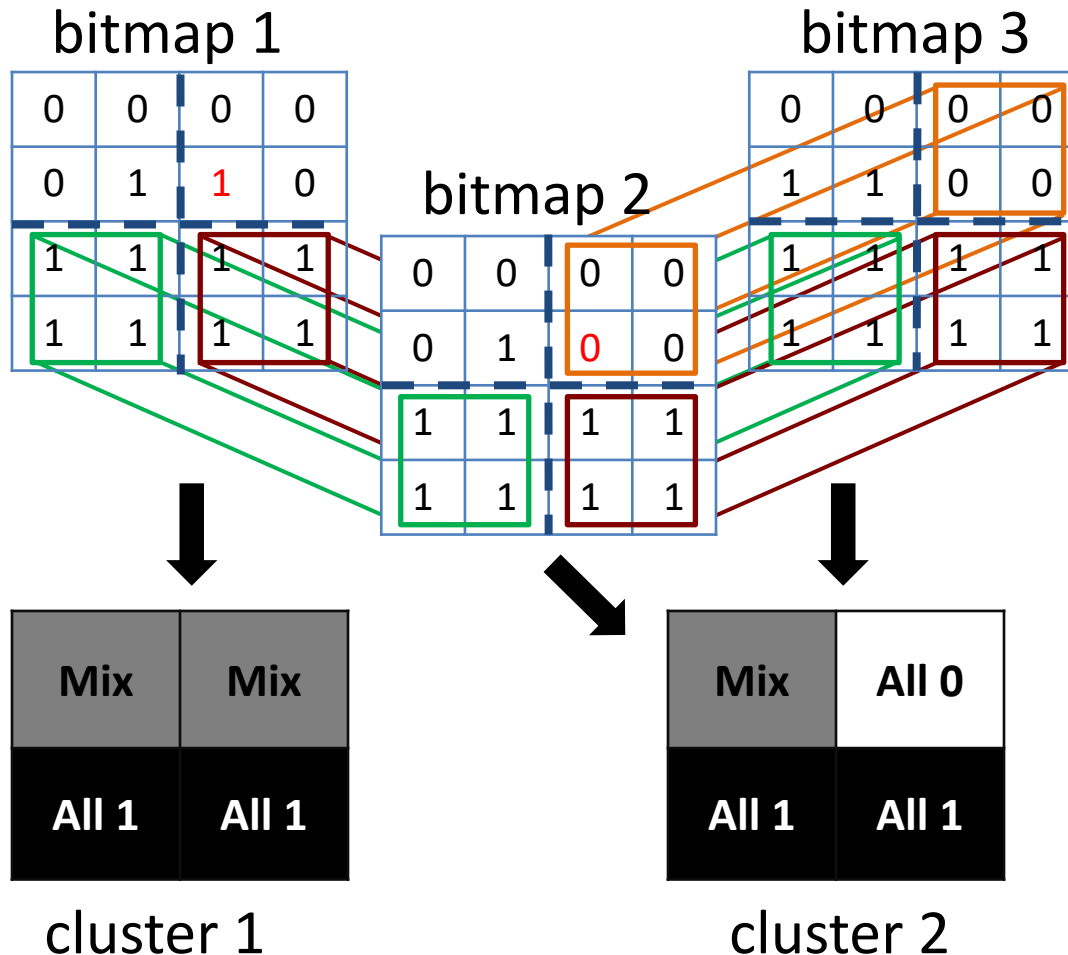 bitmap 1
0 0 0 0
0 1 1 0
1 1 1 1
1 1 1 1
bitmap 2
0 0 0 0
0 1 0 0
1 1 1 1
1 1 1 1
bitmap 3
0 0 0 0
1 1 0 0
1 1 1 1
1 1 1 1
Mix Mix
All 1 All 1
cluster 1
Mix All 0
All 1 All 1
cluster 2